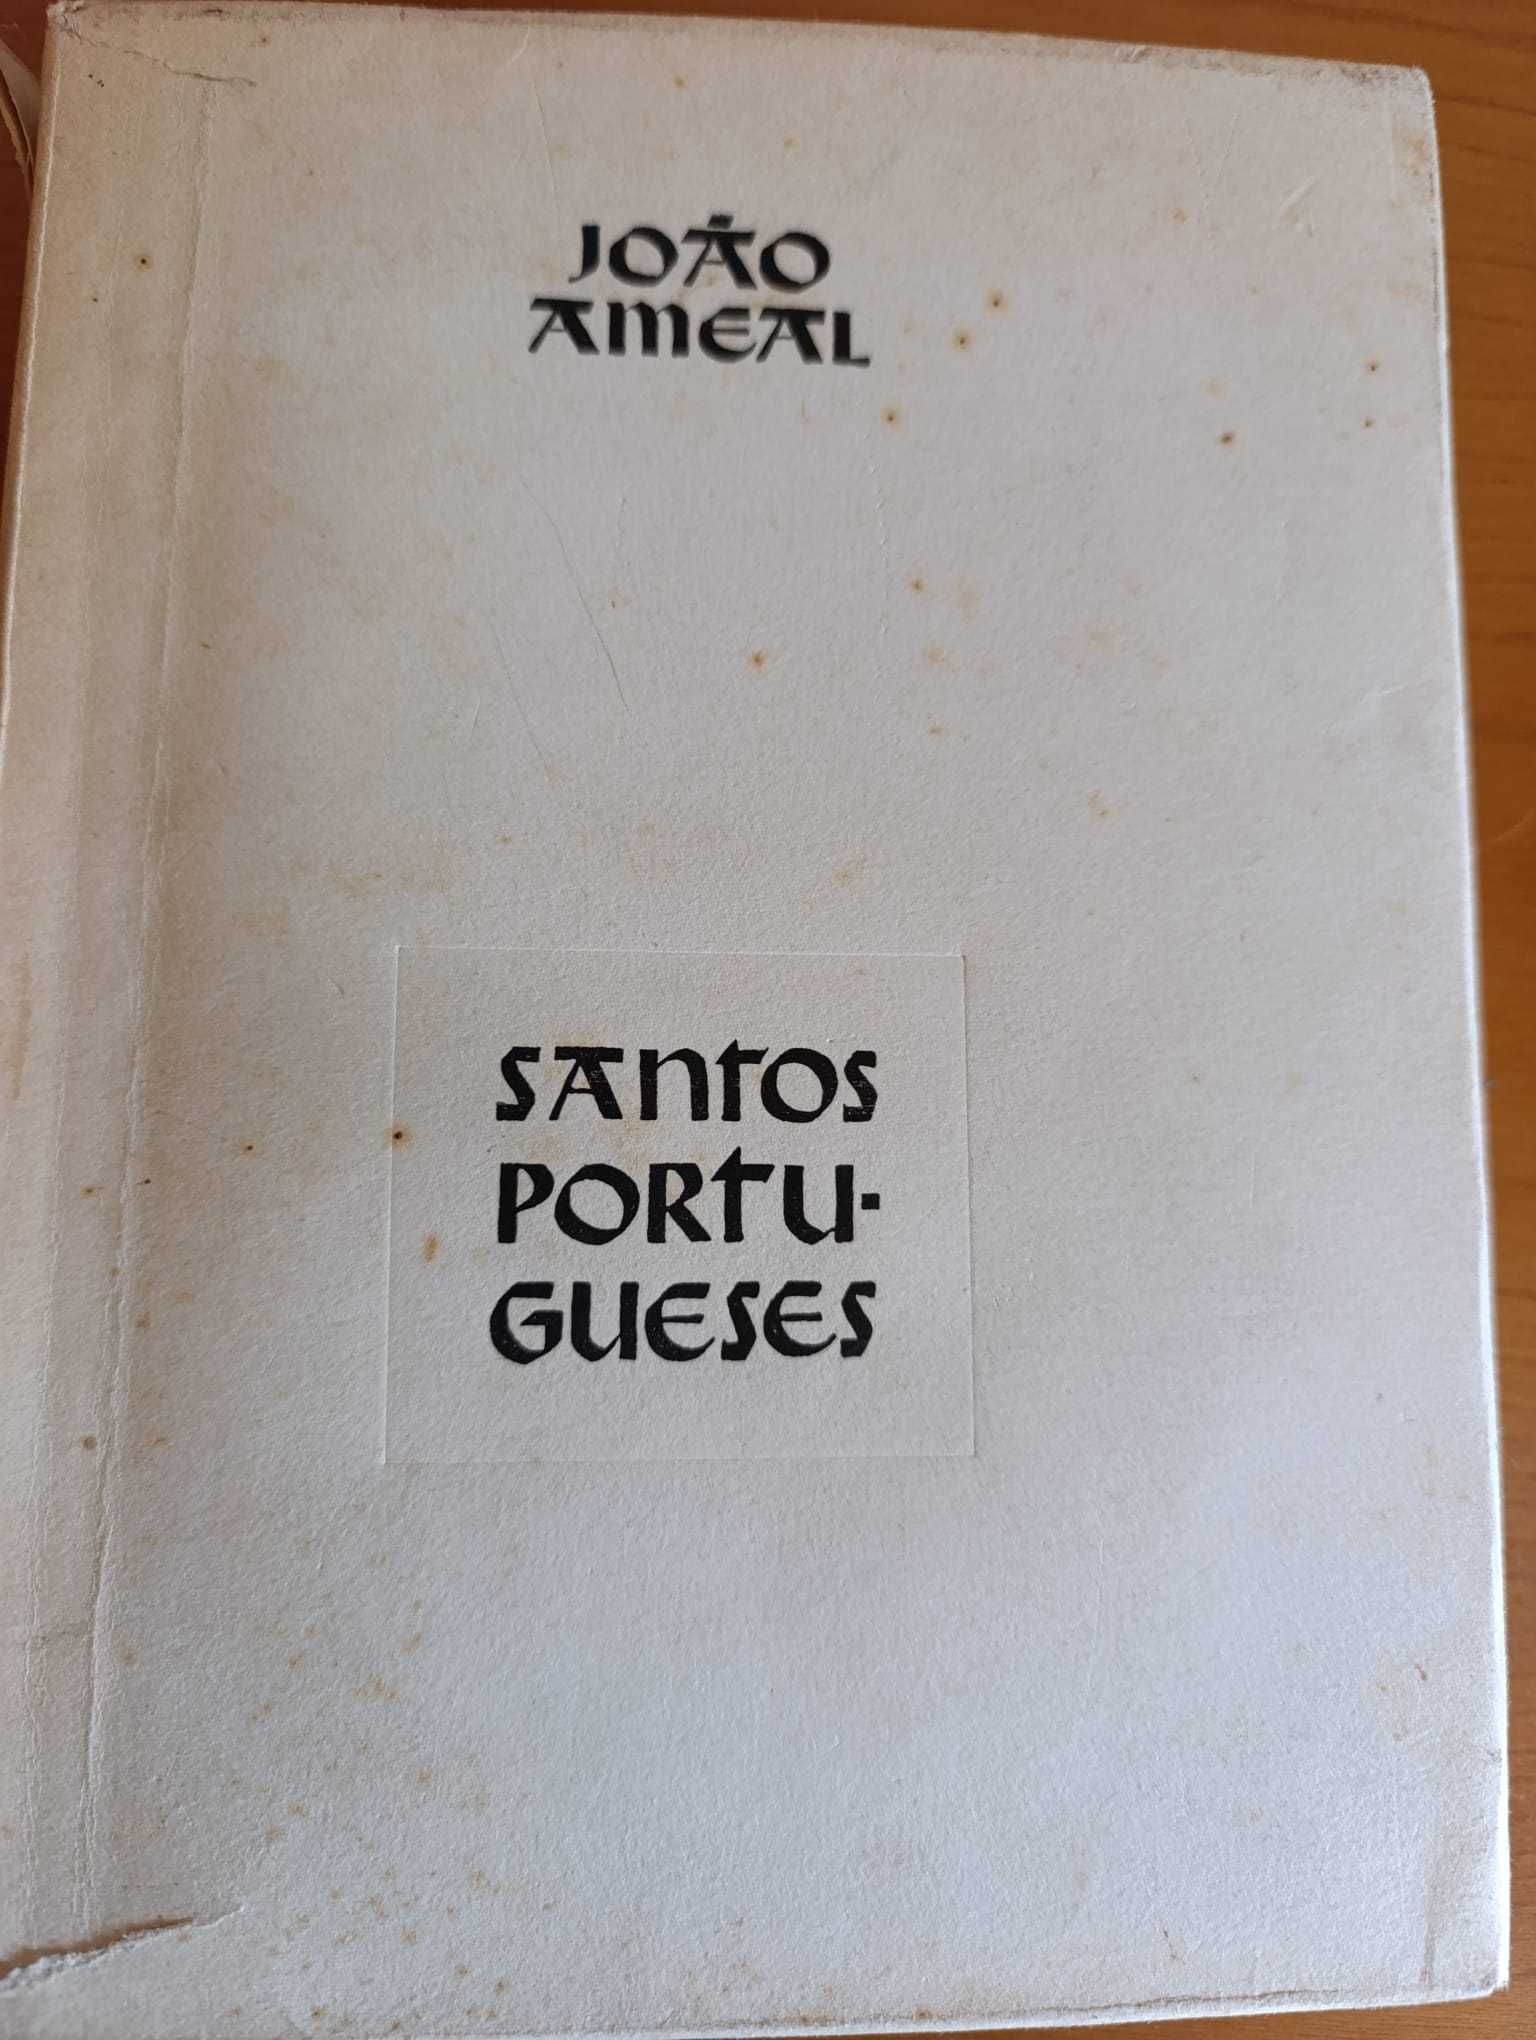 JOÃO
AMEAL
SANTOS
PORTU-
GUESES